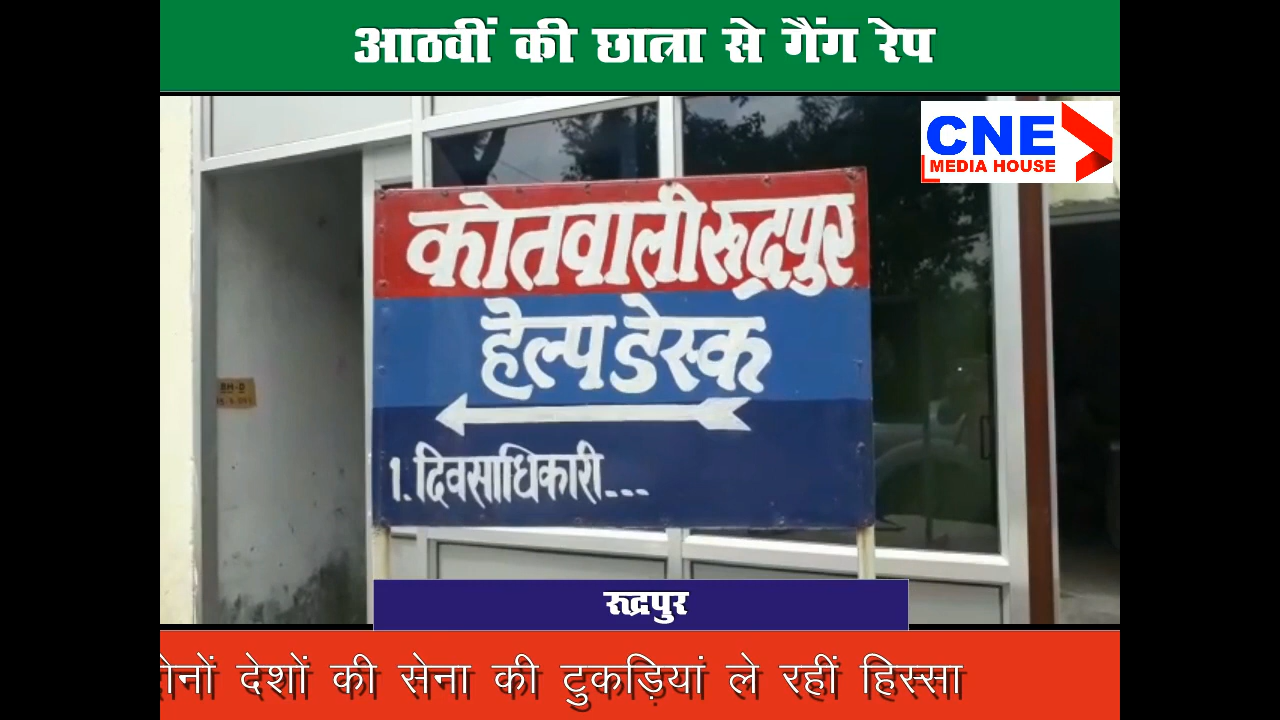 आठवीं की छात्रा से गैंग रेप
CNE
MEDIA HOUSE
कोतवाली रूद्रपुर
हेल्प डेस्क
1. दिवसाधिकारी...
रुद्रपुर
दोनों देशों की सेना की टुकड़ियां ले रहीं हिस्सा